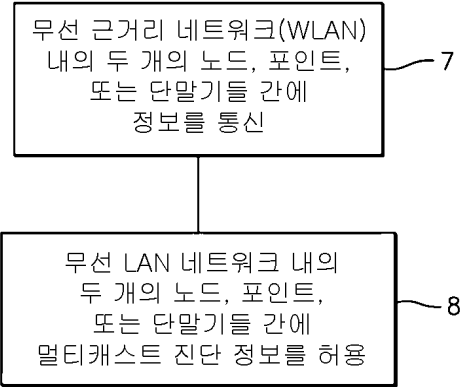 무선 근거리 네트워크(WLAN)
내의 두 개의 노드, 포인트,
또는 단말기들 간에
정보를 통신
7
무선 LAN 네트워크 내의
두 개의 노드, 포인트,
또는 단말기들 간에
멀티캐스트 진단 정보를 허용
8